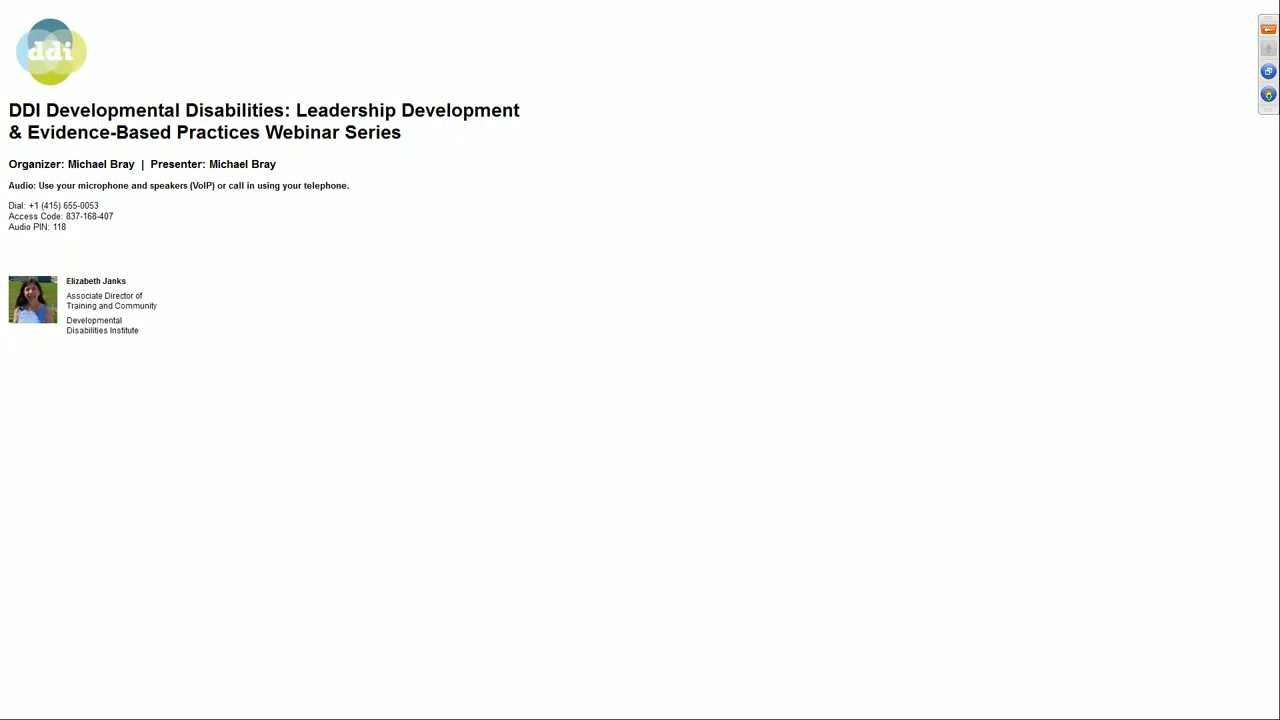 ddi
DDI Developmental Disabilities: Leadership Development
& Evidence-Based Practices Webinar Series
Organizer: Michael Bray | Presenter: Michael Bray
Audio: Use your microphone and speakers (VoIP) or call in using your telephone.
Dial: +1 (415) 655-0053
Access Code: 837-168-407
Audio PIN: 118
Elizabeth Janks
Associate Director of
Training and Community
Developmental
Disabilities Institute